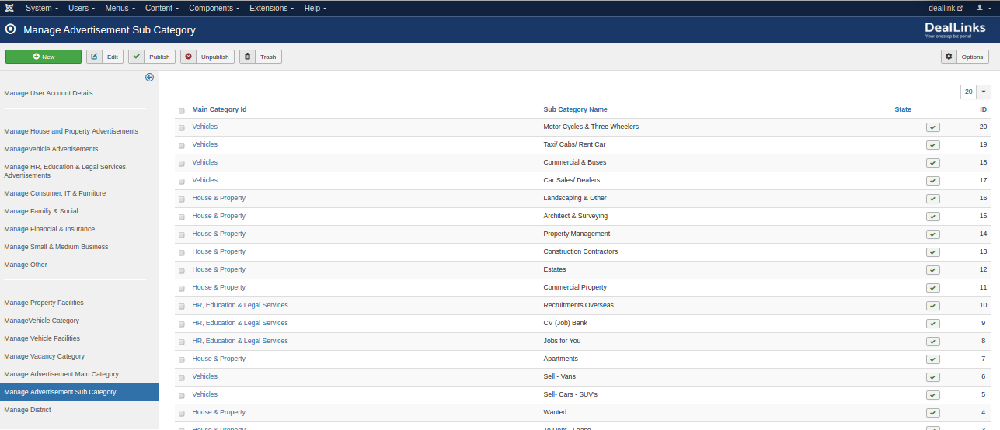 System Users Menus Content Components Extensions Help deallink
Manage Advertisement Sub Category DealLinks
Your onestop biz portal
New Edit Publish Unpublish Trash Options
Manage User Account Details
Manage House and Property Advertisements
ManageVehicle Advertisements
Manage HR, Education & Legal Services
Advertisements
Manage Consumer, IT & Furniture
Manage Familiy & Social
Manage Financial & Insurance
Manage Small & Medium Business
Manage Other
Manage Property Facilities
ManageVehicle Category
Manage Vehicle Facilities
Manage Vacancy Category
Manage Advertisement Main Category
Manage Advertisement Sub Category
Manage District
20
Main Category Id Sub Category Name State ID
Vehicles Motor Cycles & Three Wheelers 20
Vehicles Taxi/ Cabs/ Rent Car 19
Vehicles Commercial & Buses 18
Vehicles Car Sales/ Dealers 17
House & Property Landscaping & Other 16
House & Property Architect & Surveying 15
House & Property Property Management 14
House & Property Construction Contractors 13
House & Property Estates 12
House & Property Commercial Property 11
HR, Education & Legal Services Recruitments Overseas 10
HR, Education & Legal Services CV (Job) Bank 9
HR, Education & Legal Services Jobs for You 8
House & Property Apartments 7
Vehicles Sell - Vans 6
Vehicles Sell- Cars - SUV's 5
House & Property Wanted 4
House & Property To Rent - Lease 3